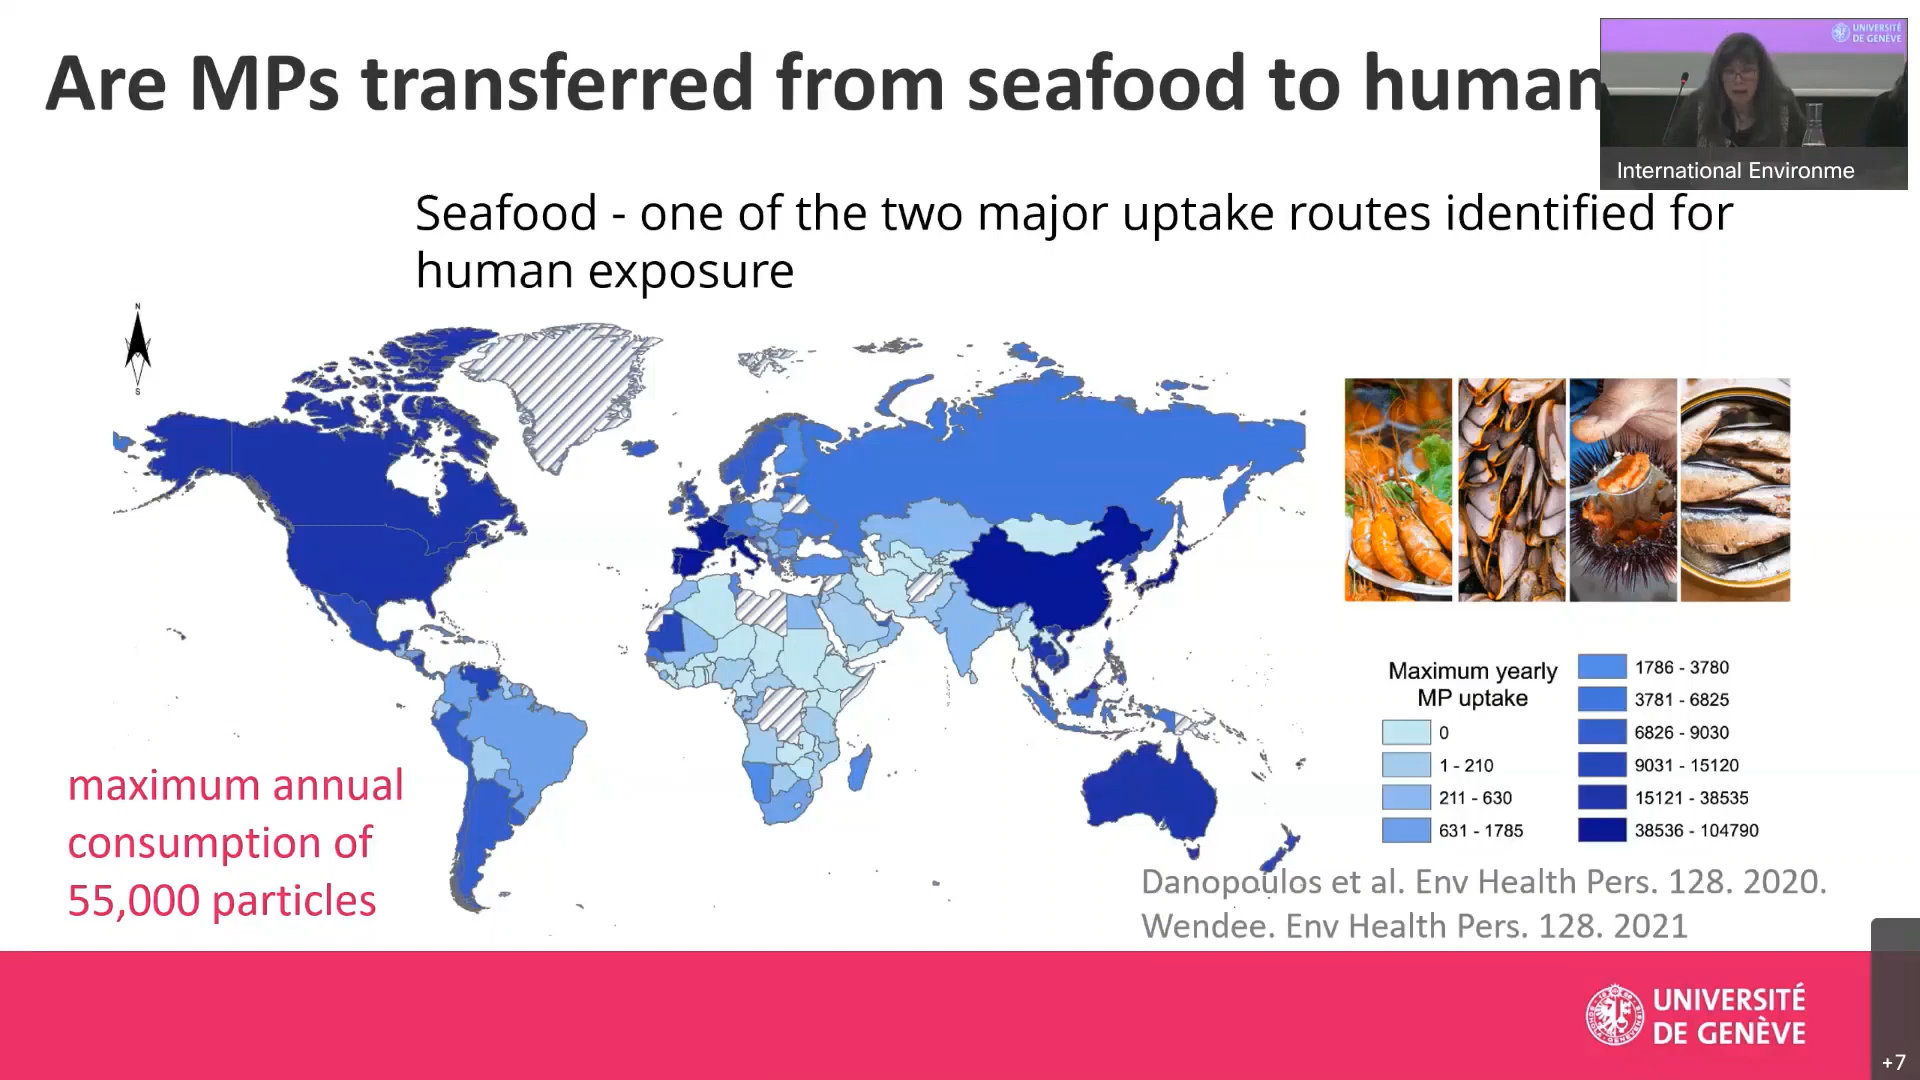 Are MPs transferred from seafood to human
UNIVERSITÉ
DE GENÈVE
International Environme
Seafood - one of the two major uptake routes identified for
human exposure
N
S
maximum annual
consumption of
55,000 particles
Maximum yearly
MP uptake
0
1 - 210
211 - 630
631 - 1785
1786 - 3780
3781 - 6825
6826 - 9030
9031 - 15120
15121 - 38535
38536 - 104790
Danopoulos et al. Env Health Pers. 128. 2020.
Wendee. Env Health Pers. 128. 2021
UNIVERSITÉ
DE GENÈVE
+7